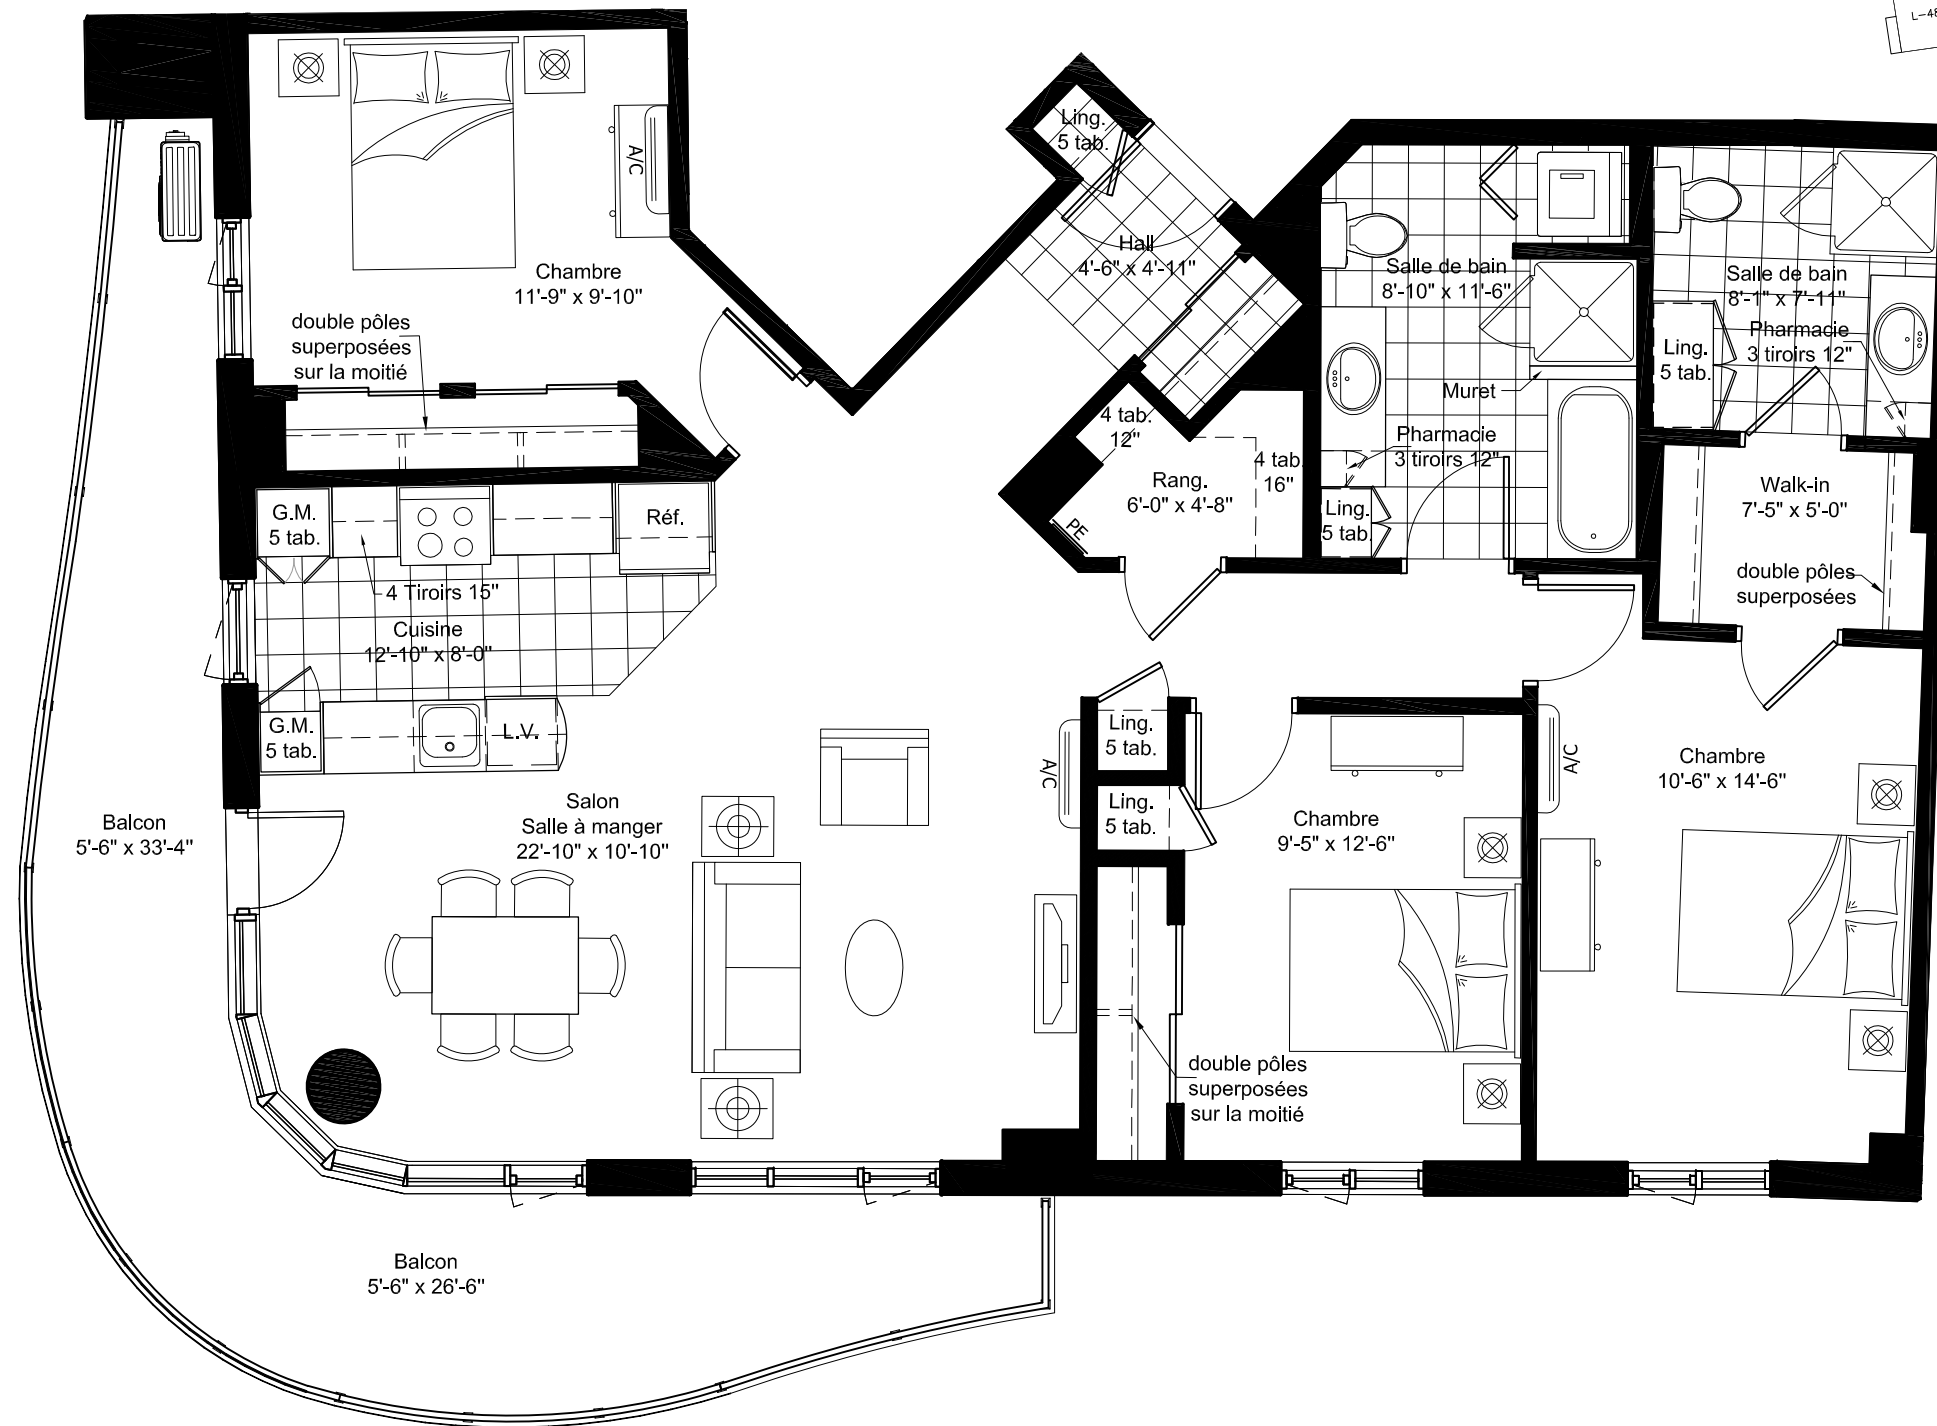 L-48
Ling.
5 tab.
A/C
Hall
4'-6" x 4'-11"
Chambre
11'-9" x 9'-10"
Salle de bain
8'-10" x 11'-6"
Salle de bain
8'-1" x 7'-11"
double pôles
superposées
sur la moitié
Pharmacie
3 tiroirs 12"
Ling.
5 tab.
Muret
4 tab.
12"
Pharmacie
3 tiroirs 12"
4 tab.
16"
Rang.
6'-0" x 4'-8"
PE
Walk-in
7'-5" x 5'-0"
G.M.
5 tab.
Réf.
Ling.
5 tab.
4 Tiroirs 15"
double pôles
superposées
Cuisine
12'-10" x 8'-0"
G.M.
5 tab.
L.V.
Ling.
5 tab.
A/C
A/C
Chambre
10'-6" x 14'-6"
Salon
Salle à manger
22'-10" x 10'-10"
Ling.
5 tab.
Balcon
5'-6" x 33'-4"
Chambre
9'-5" x 12'-6"
double pôles
superposées
sur la moitié
Balcon
5'-6" x 26'-6"